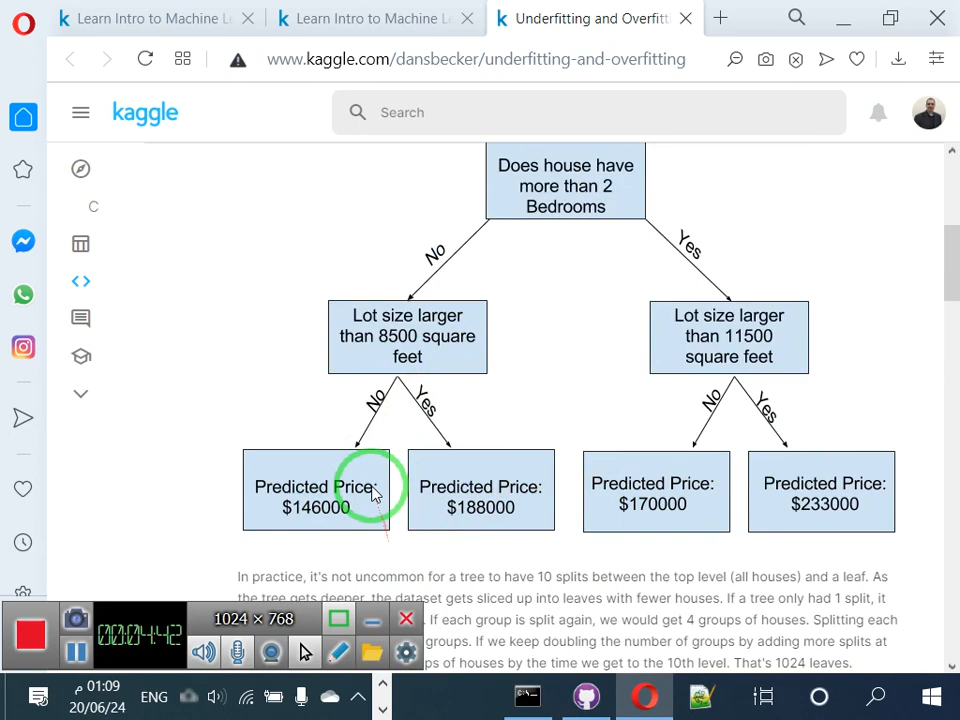 Learn Intro to Machine Le
Learn Intro to Machine Le
Underfitting and Overfitti
www.kaggle.com/dansbecker/underfitting-and-overfitting
kaggle
Search
C
Does house have
more than 2
Bedrooms
No
Yes
Lot size larger
than 8500 square
feet
Lot size larger
than 11500
square feet
No
Yes
No
Yes
Predicted Price:
$146000
Predicted Price:
$188000
Predicted Price:
$170000
Predicted Price:
$233000
In practice, it's not uncommon for a tree to have 10 splits between the top level (all houses) and a leaf. As
the tree gets deeper, the dataset gets sliced up into leaves with fewer houses. If a tree only had 1 split, it
. If each group is split again, we would get 4 groups of houses. Splitting each
groups. If we keep doubling the number of groups by adding more splits at
ps of houses by the time we get to the 10th level. That's 1024 leaves.
000:04:42
1024 × 768
01:09 م
20/06/24
ENG